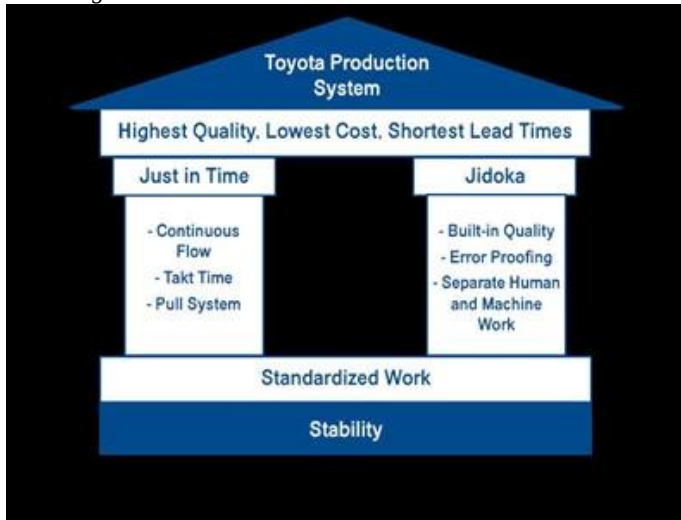 Toyota Production
System
Highest Quality, Lowest Cost, Shortest Lead Times
Just in Time
- Continuous
Flow
- Takt Time
- Pull System
Jidoka
- Built-in Quality
- Error Proofing
- Separate Human
and Machine
Work
Standardized Work
Stability